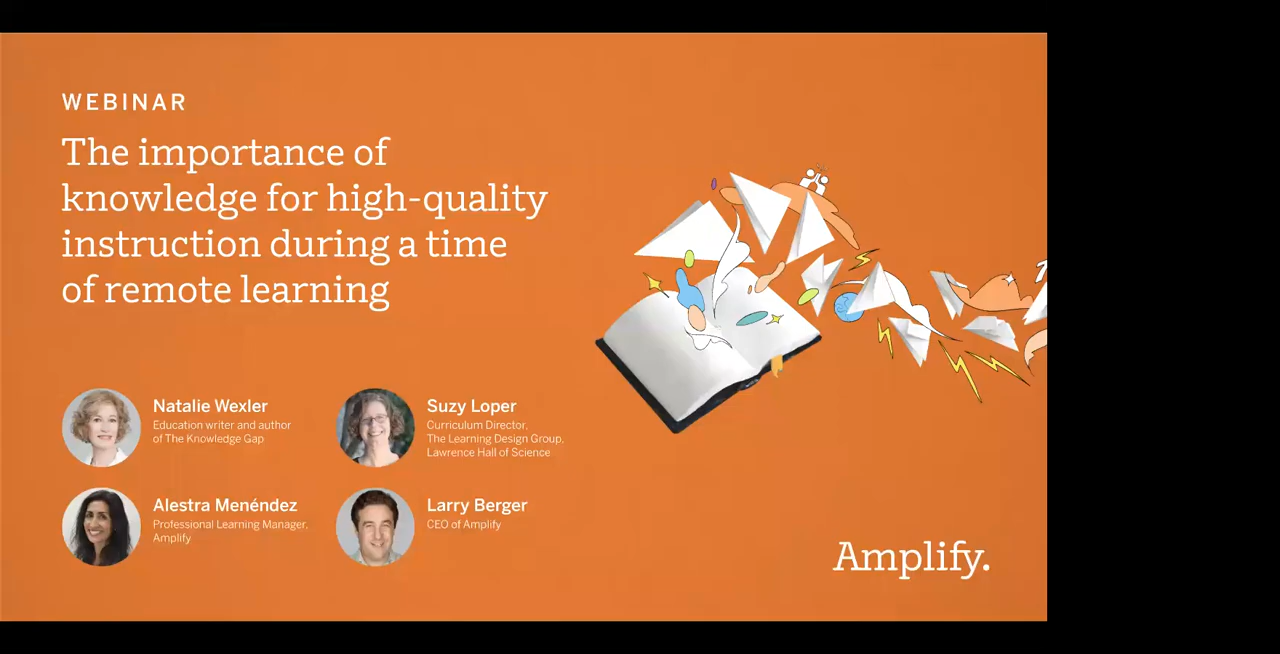 WEBINAR
The importance of
knowledge for high-quality
instruction during a time
of remote learning
Natalie Wexler
Education writer and author
of The Knowledge Gap
Suzy Loper
Curriculum Director,
The Learning Design Group,
Lawrence Hall of Science
Alestra Menéndez
Professional Learning Manager,
Amplify
Larry Berger
CEO of Amplify
Amplify.